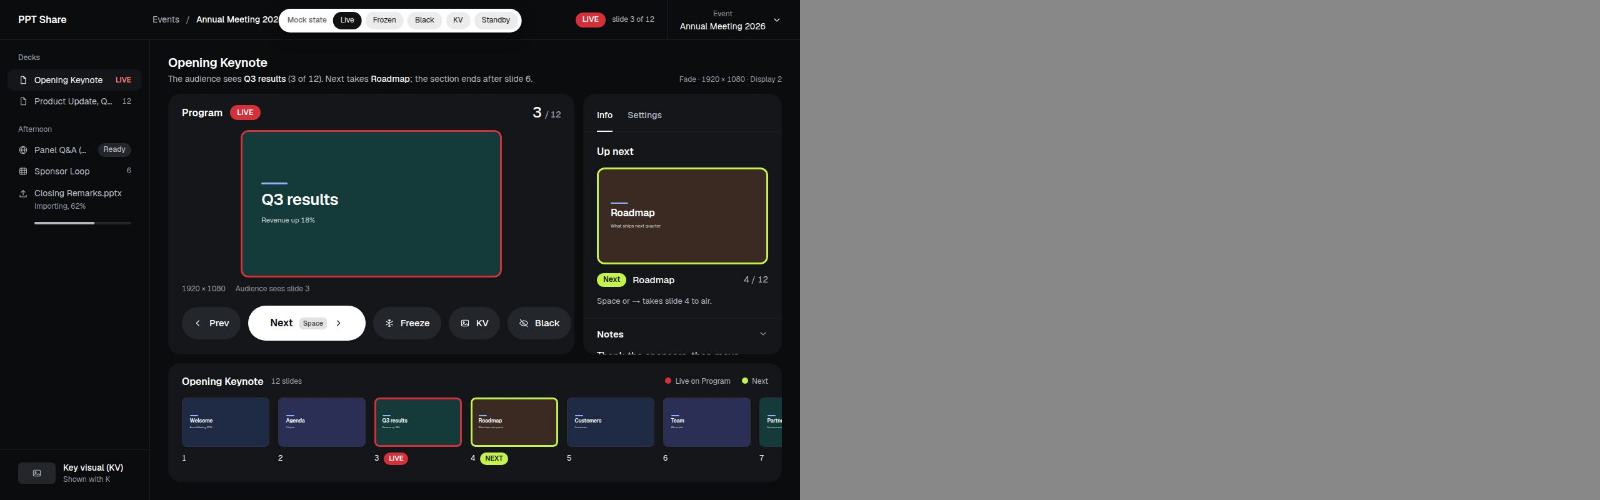 PPT Share
Events / Annual Meeting 202
Mock state Live Frozen Black KV Standby
LIVE slide 3 of 12
Event
Annual Meeting 2026
Decks
Opening Keynote LIVE
Product Update, Q... 12
Afternoon
Panel Q&A (... Ready
Sponsor Loop 6
Closing Remarks.pptx
Importing, 62%
Key visual (KV)
Shown with K
Opening Keynote
The audience sees Q3 results (3 of 12). Next takes Roadmap; the section ends after slide 6.
Fade · 1920 × 1080 · Display 2
Program LIVE
3 / 12
Q3 results
Revenue up 18%
1920 × 1080 Audience sees slide 3
Prev Next Space Freeze KV Black
Info Settings
Up next
Roadmap
What ships next quarter
Next Roadmap 4 / 12
Space or → takes slide 4 to air.
Notes
Opening Keynote 12 slides
Live on Program Next
Welcome
Agenda
Q3 results
Roadmap
Customers
Team
1 2 3 LIVE 4 NEXT 5 6 7